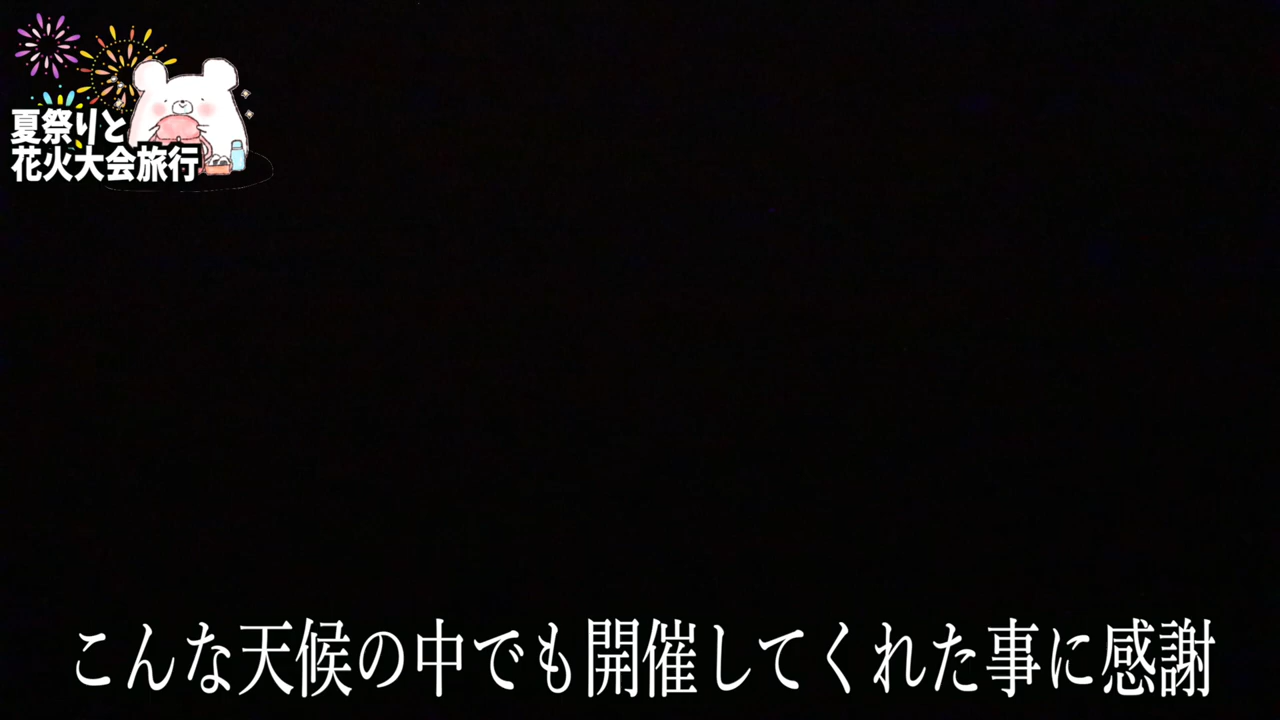 夏祭りと
花火大会旅行
こんな天候の中でも開催してくれた事に感謝